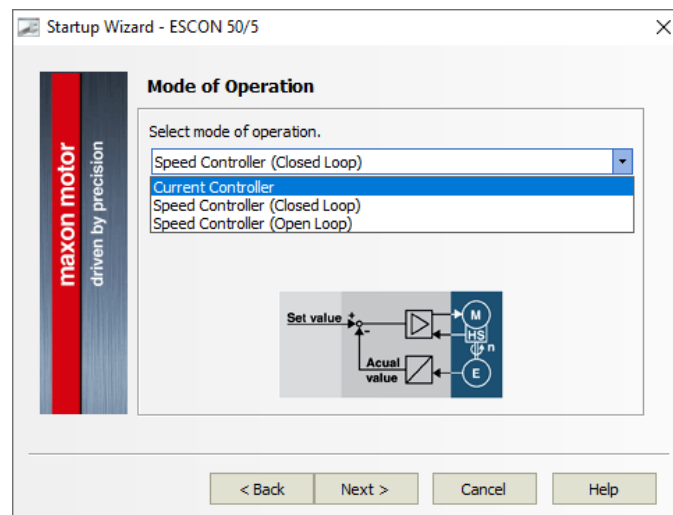 Startup Wizard - ESCON 50/5
maxon motor
driven by precision
Mode of Operation
Select mode of operation.
Speed Controller (Closed Loop)
Current Controller
Speed Controller (Closed Loop)
Speed Controller (Open Loop)
Set value
+
-
M
HS
n
Acual
value
E
< Back
Next >
Cancel
Help